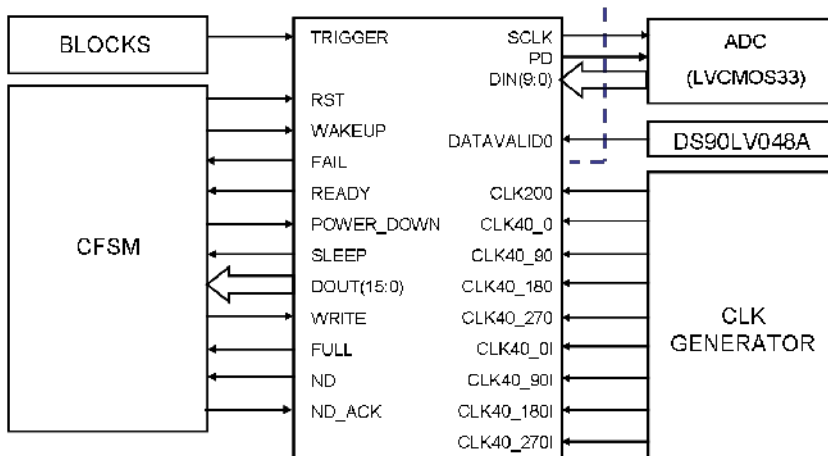 BLOCKS
CFSM
TRIGGER
RST
WAKEUP
FAIL
READY
POWER_DOWN
SLEEP
DOUT(15:0)
WRITE
FULL
ND
ND_ACK
SCLK
PD
DIN(9:0)
DATAVALID0
CLK200
CLK40_0
CLK40_90
CLK40_180
CLK40_270
CLK40_0I
CLK40_90I
CLK40_180I
CLK40_270I
ADC
(LVCMOS33)
DS90LV048A
CLK
GENERATOR